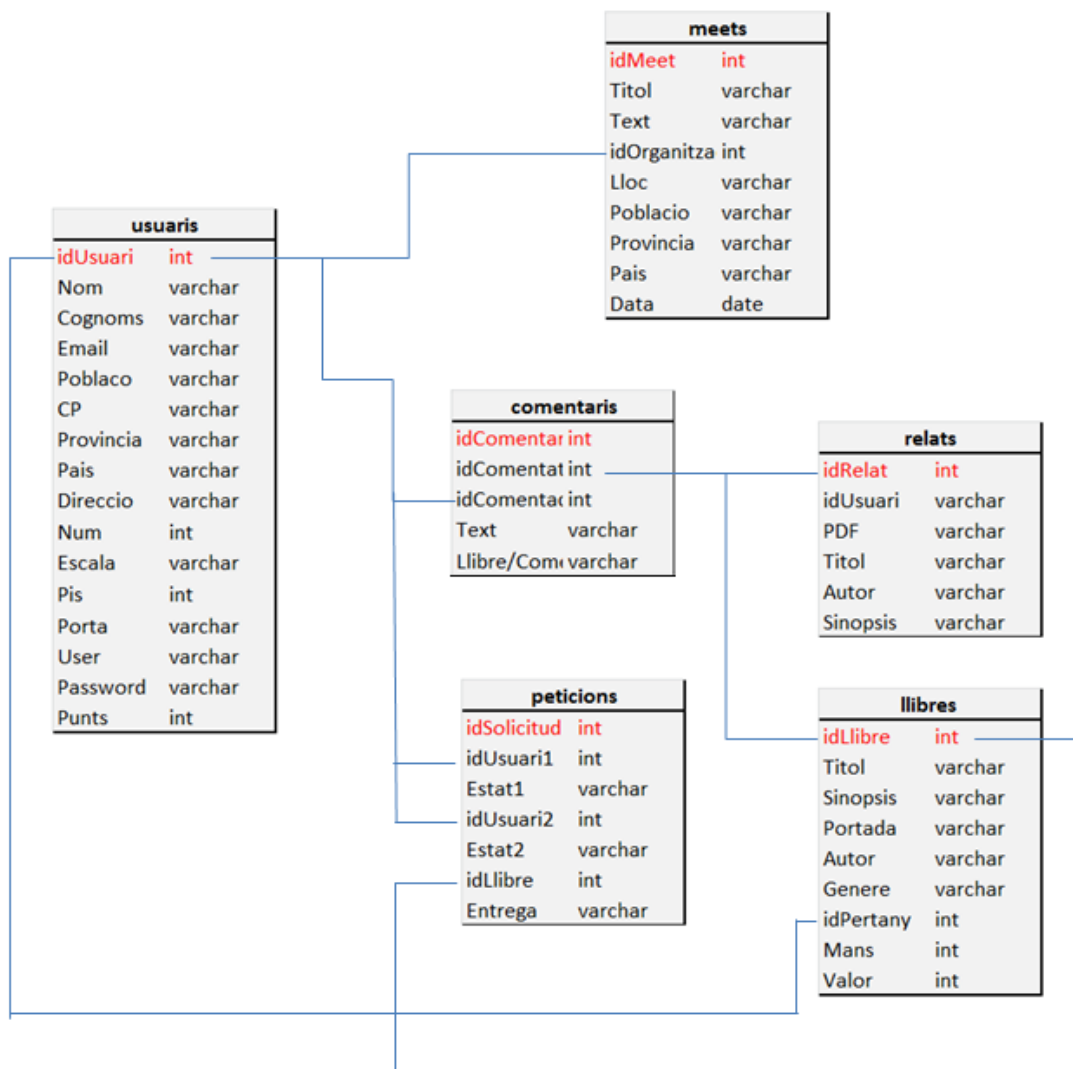 meets
idMeet int
Titol varchar
Text varchar
idOrganitza int
Lloc varchar
Poblacio varchar
Provincia varchar
Pais varchar
Data date
usuaris
idUsuari int
Nom varchar
Cognoms varchar
Email varchar
Poblaco varchar
CP varchar
Provincia varchar
Pais varchar
Direccio varchar
Num int
Escala varchar
Pis int
Porta varchar
User varchar
Password varchar
Punts int
comentaris
idComentar int
idComentat int
idComentac int
Text varchar
Llibre/Com varchar
relats
idRelat int
idUsuari varchar
PDF varchar
Titol varchar
Autor varchar
Sinopsis varchar
peticions
idSolicitud int
idUsuari1 int
Estat1 varchar
idUsuari2 int
Estat2 varchar
idLlibre int
Entrega varchar
llibres
idLlibre int
Titol varchar
Sinopsis varchar
Portada varchar
Autor varchar
Genere varchar
idPertany int
Mans int
Valor int